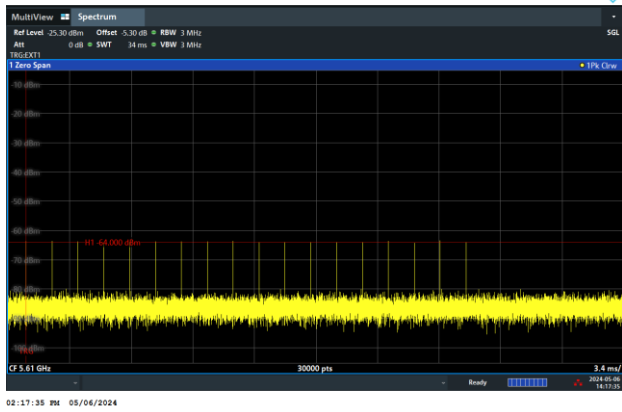 MultiView Spectrum
Ref Level -25.30 dBm Offset -5.30 dB RBW 3 MHz SGL
Att 0 dB SWT 34 ms VBW 3 MHz
TRG:EXT1
1 Zero Span 1Pk Clrw
-10 dBm
-20 dBm
-30 dBm
-40 dBm
-50 dBm
-60 dBm
H1 -64.000 dBm
-70 dBm
-80 dBm
-100 dBm
CF 5.61 GHz 30000 pts 3.4 ms/
Ready 2024-05-06
14:17:35
02:17:35 PM 05/06/2024